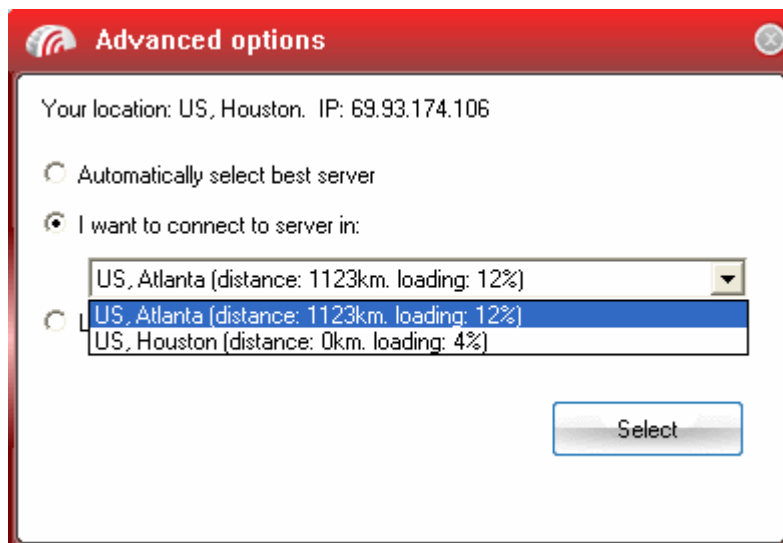 Advanced options
Your location: US, Houston.  IP: 69.93.174.106
Automatically select best server
I want to connect to server in:
US, Atlanta (distance: 1123km. loading: 12%)
US, Atlanta (distance: 1123km. loading: 12%)
US, Houston (distance: 0km. loading: 4%)
Select